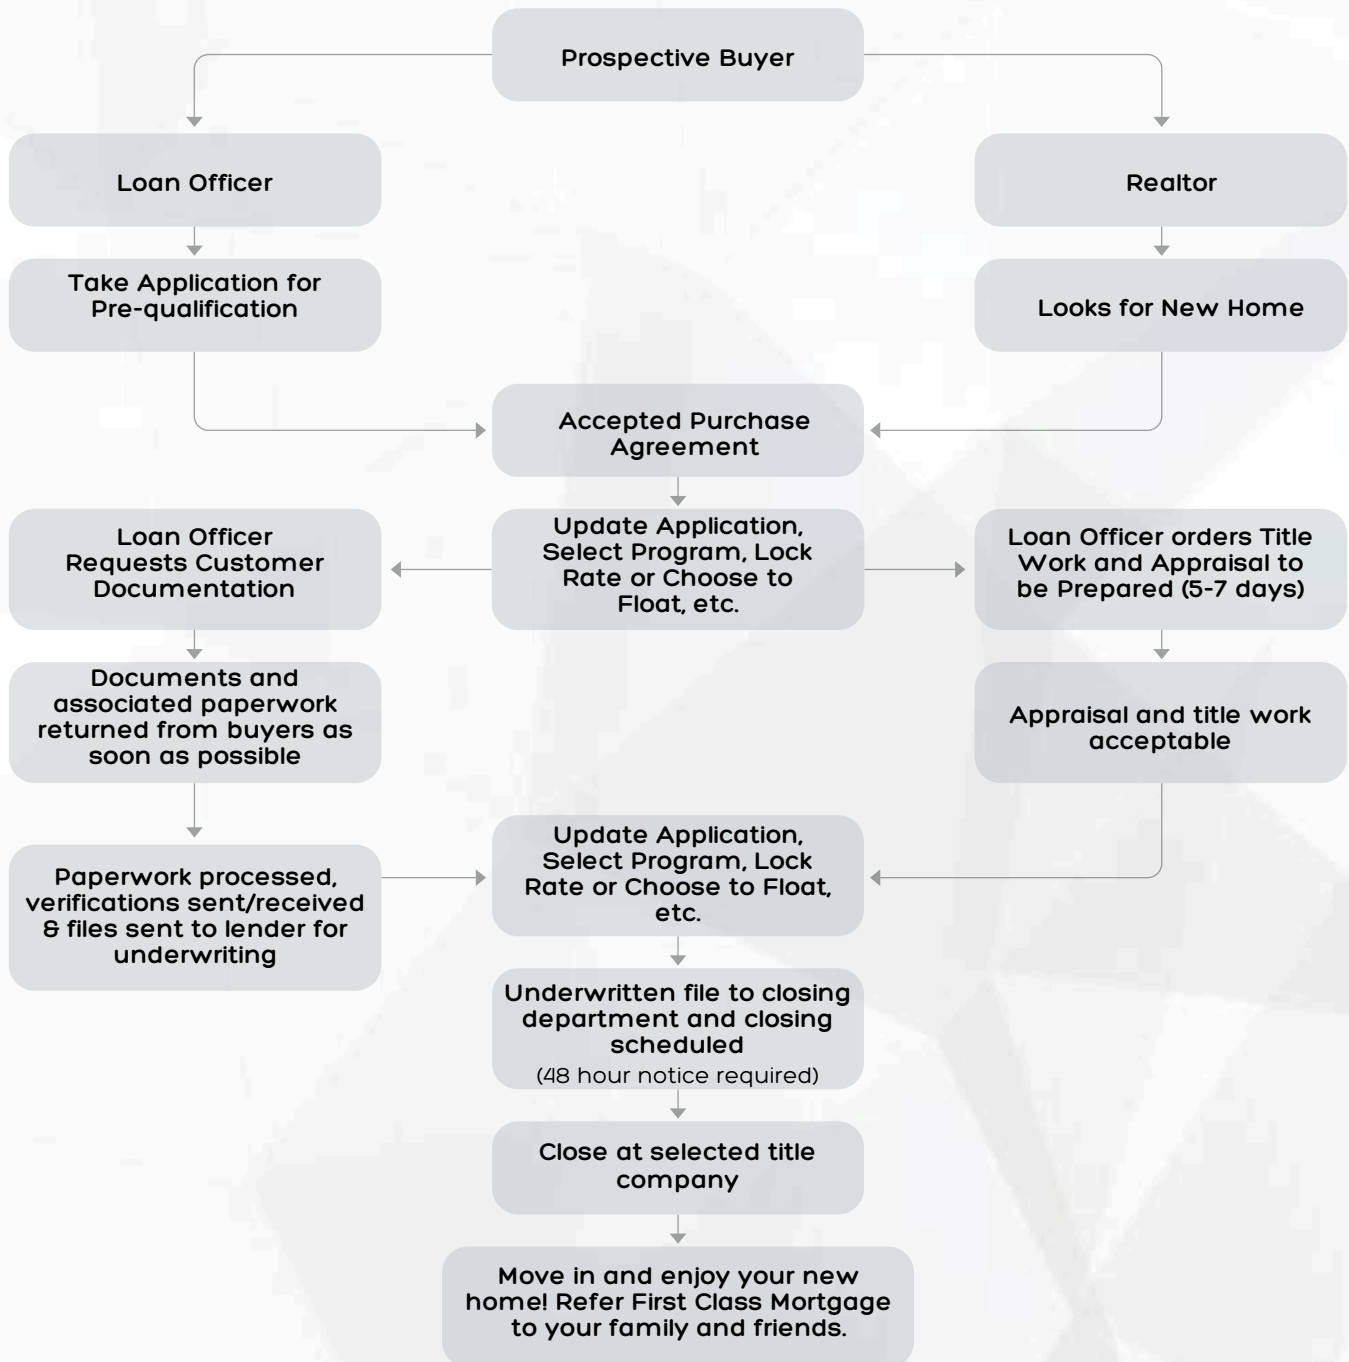 Prospective Buyer
Loan Officer
Realtor
Take Application for
Pre-qualification
Looks for New Home
Accepted Purchase
Agreement
Loan Officer
Requests Customer
Documentation
Update Application,
Select Program, Lock
Rate or Choose to
Float, etc.
Loan Officer orders Title
Work and Appraisal to
be Prepared (5-7 days)
Documents and
associated paperwork
returned from buyers as
soon as possible
Appraisal and title work
acceptable
Paperwork processed,
verifications sent/received
& files sent to lender for
underwriting
Update Application,
Select Program, Lock
Rate or Choose to Float,
etc.
Underwritten file to closing
department and closing
scheduled
(48 hour notice required)
Close at selected title
company
Move in and enjoy your new
home! Refer First Class Mortgage
to your family and friends.